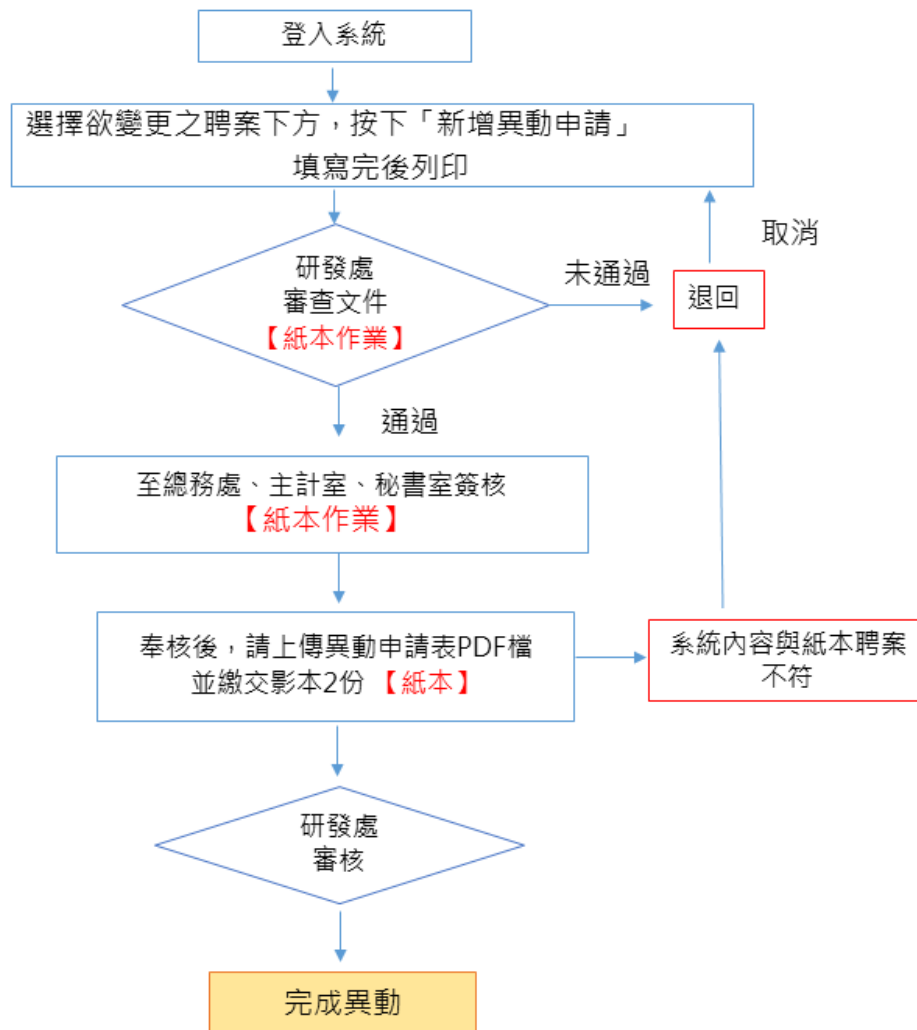 登入系統
選擇欲變更之聘案下方，按下「新增異動申請」
填寫完後列印
取消
研發處
審查文件
【紙本作業】
未通過
退回
通過
至總務處、主計室、秘書室簽核
【紙本作業】
奉核後，請上傳異動申請表PDF檔
並繳交影本2份 【紙本】
系統內容與紙本聘案
不符
研發處
審核
完成異動